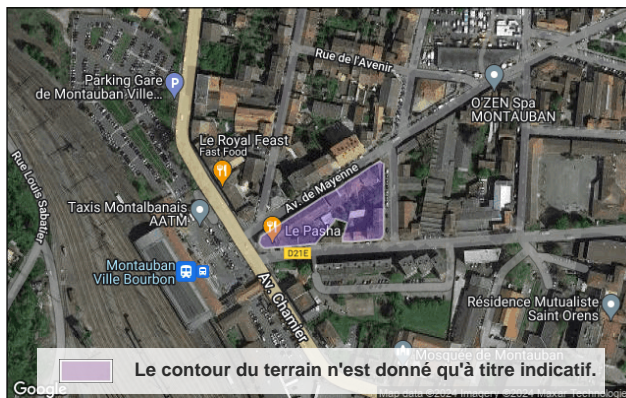 Rue de l'Avenir
Parking Gare
de Montauban Ville...
P
O'ZEN Spa
MONTAUBAN
Le Royal Feast
Fast Food
Rue Louis Sabatier
Av. de Mayenne
Taxis Montalbanais
AATM
Le Pasha
D21E
Montauban
Ville Bourbon
Av. Chamier
Résidence Mutualiste
Saint Orens
Mosquée de Montauban
Le contour du terrain n'est donné qu'à titre indicatif.
Google
Map data ©2024 Imagery ©2024 Maxar Technologies